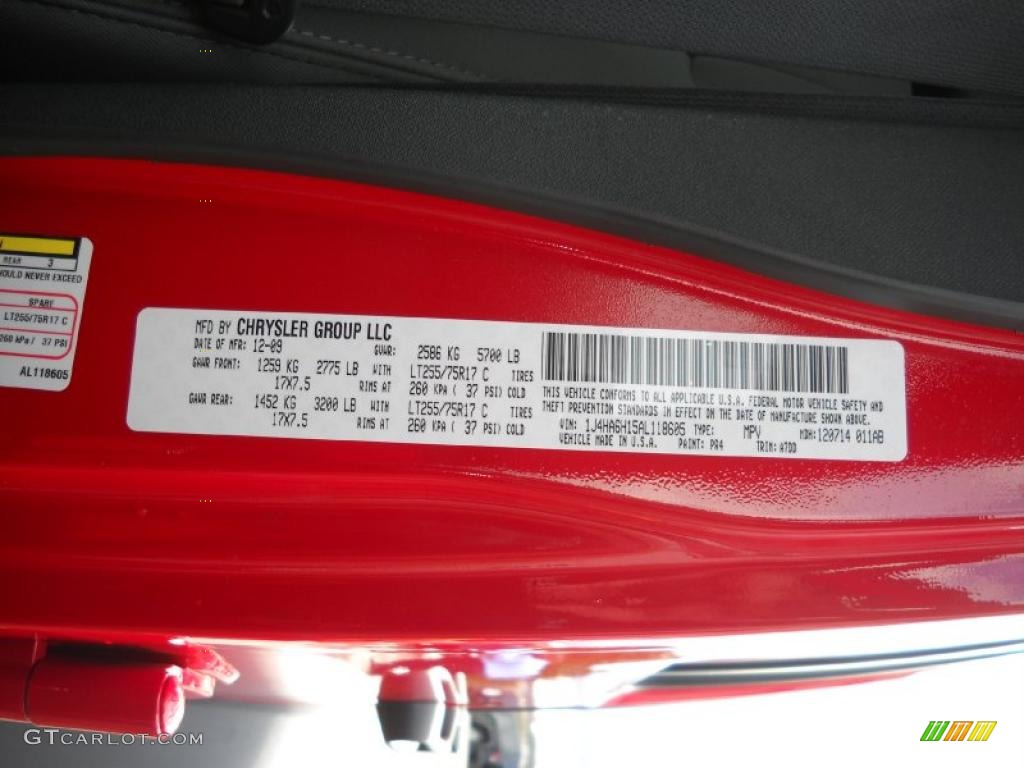 REAR 3
SHOULD NEVER EXCEED
SPARE
LT255/75R17 C
260 kPa / 37 PSI
AL118605
MFD BY CHRYSLER GROUP LLC
DATE OF MFR: 12-09 GVWR: 2586 KG 5700 LB
GAWR FRONT: 1259 KG 2775 LB WITH LT255/75R17 C TIRES
17X7.5 RIMS AT 260 KPA ( 37 PSI) COLD
GAWR REAR: 1452 KG 3200 LB WITH LT255/75R17 C TIRES
17X7.5 RIMS AT 260 KPA ( 37 PSI) COLD
THIS VEHICLE CONFORMS TO ALL APPLICABLE U.S.A. FEDERAL MOTOR VEHICLE SAFETY AND
THEFT PREVENTION STANDARDS IN EFFECT ON THE DATE OF MANUFACTURE SHOWN ABOVE.
VIN: 1J4HA6H15AL118605 TYPE: MPV MDH: 120714 011AB
VEHICLE MADE IN U.S.A. PAINT: PR4 TRIM: A7DD
GTCARLOT.COM